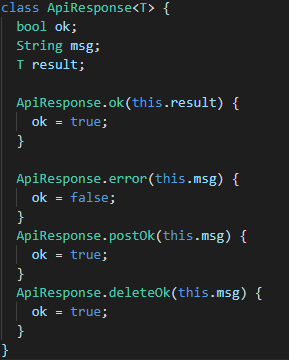 class ApiResponse<T> {
  bool ok;
  String msg;
  T result;

  ApiResponse.ok(this.result) {
    ok = true;
  }

  ApiResponse.error(this.msg) {
    ok = false;
  }
  ApiResponse.postOk(this.msg) {
    ok = true;
  }
  ApiResponse.deleteOk(this.msg) {
    ok = true;
  }
}